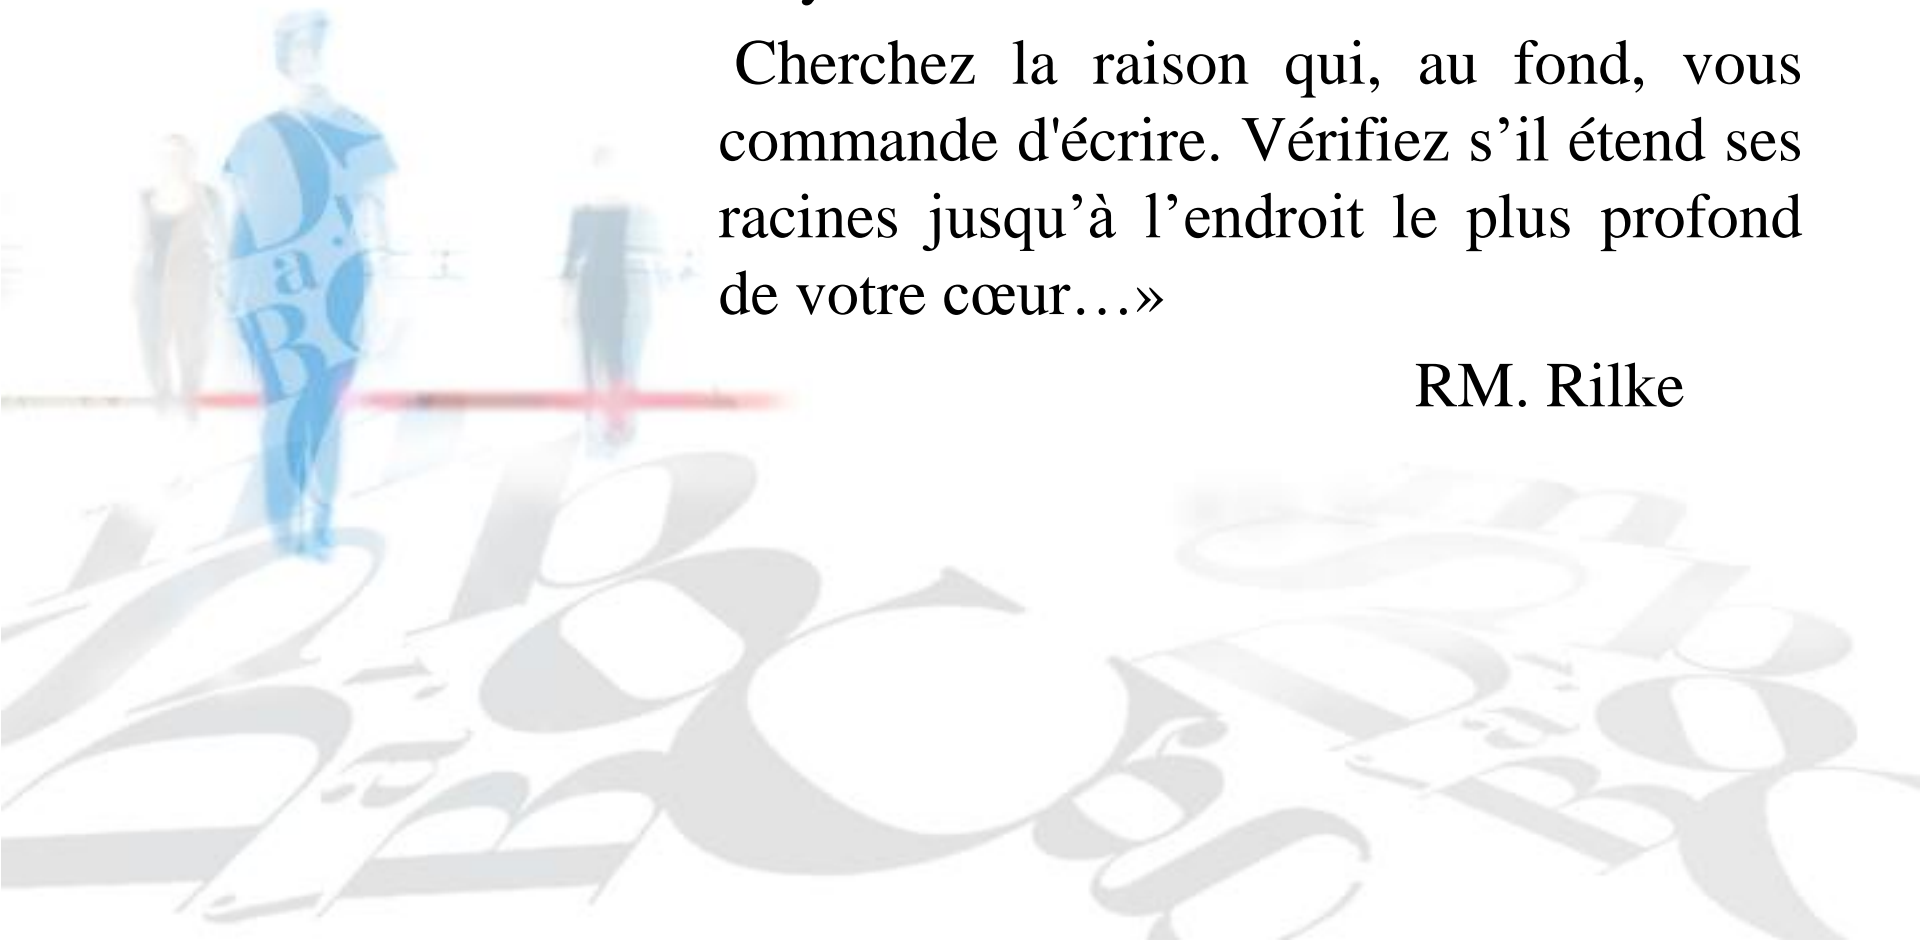 Cherchez la raison qui, au fond, vous
commande d'écrire. Vérifiez s’il étend ses
racines jusqu’à l’endroit le plus profond
de votre cœur…»
RM. Rilke